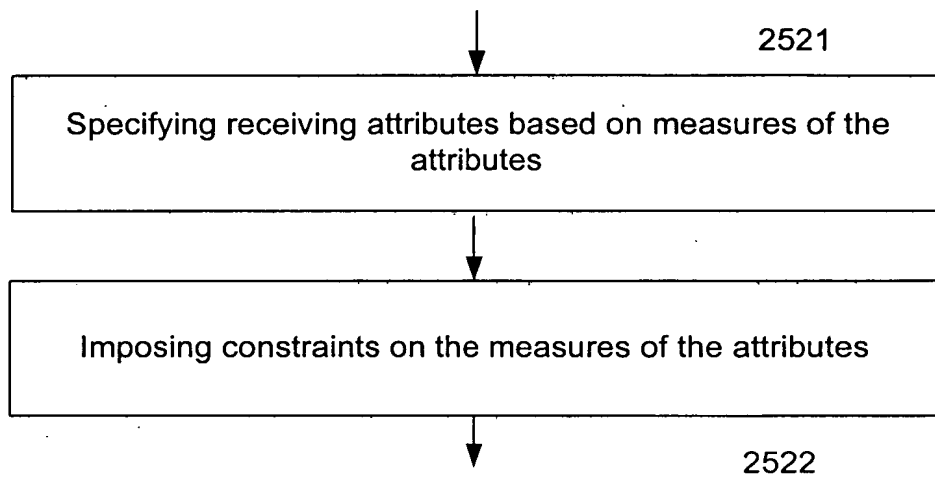 2521
Specifying receiving attributes based on measures of the
attributes
Imposing constraints on the measures of the attributes
2522